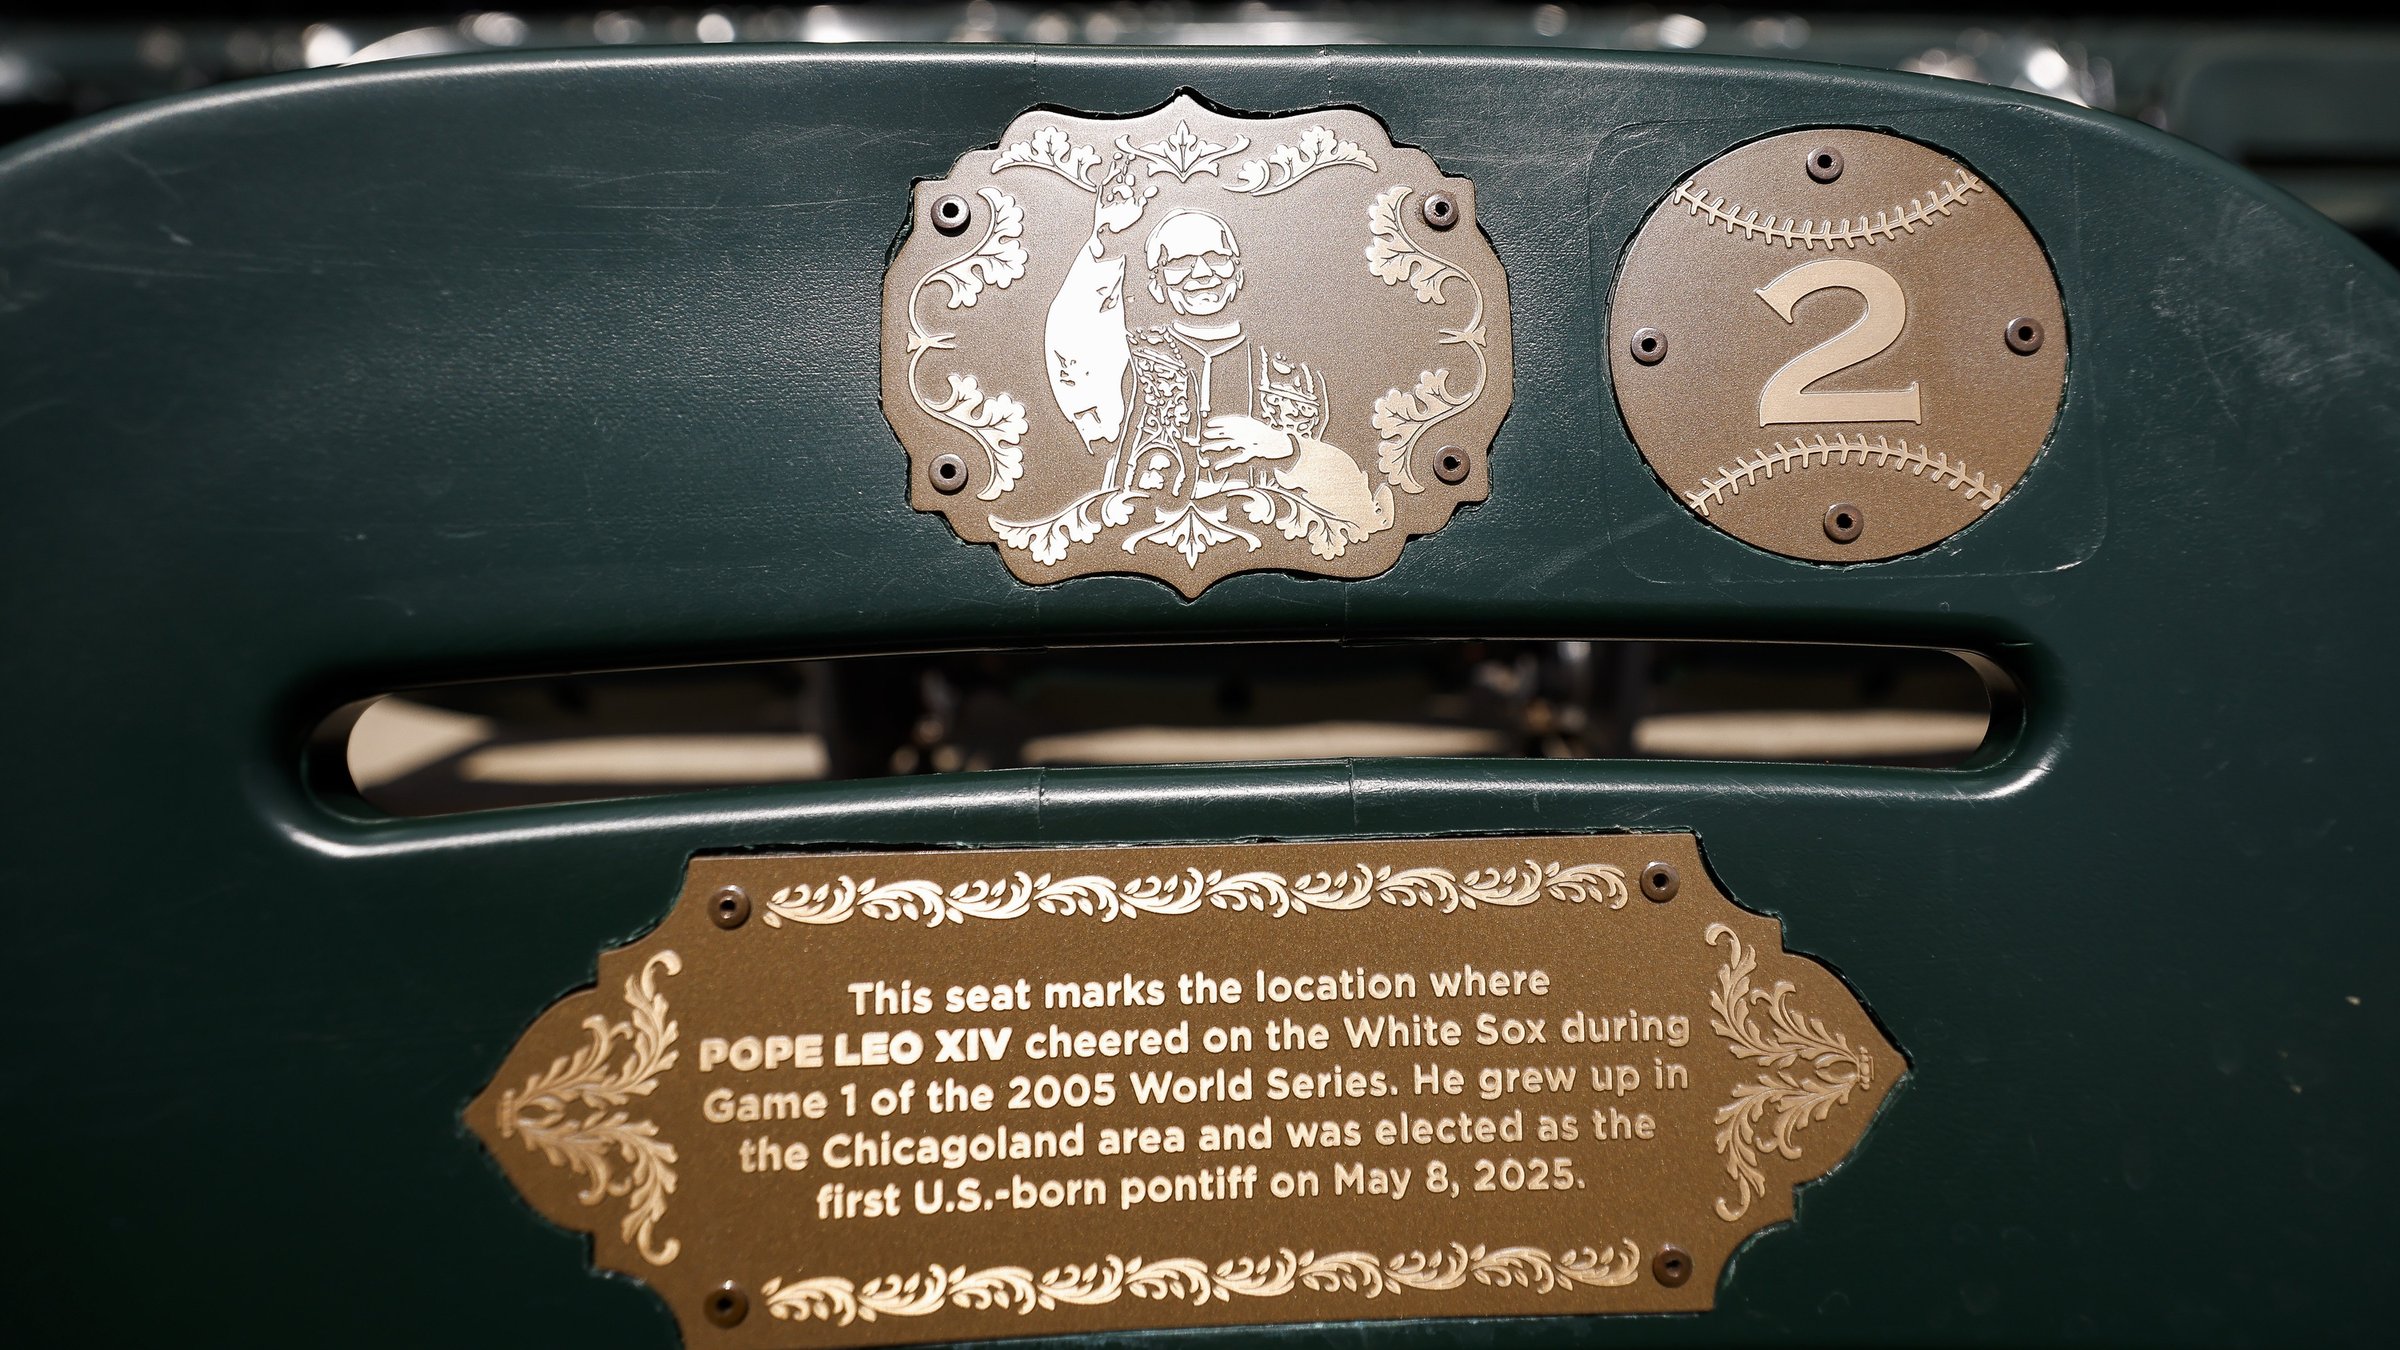 2
This seat marks the location where
POPE LEO XIV cheered on the White Sox during
Game 1 of the 2005 World Series. He grew up in
the Chicagoland area and was elected as the
first U.S.-born pontiff on May 8, 2025.